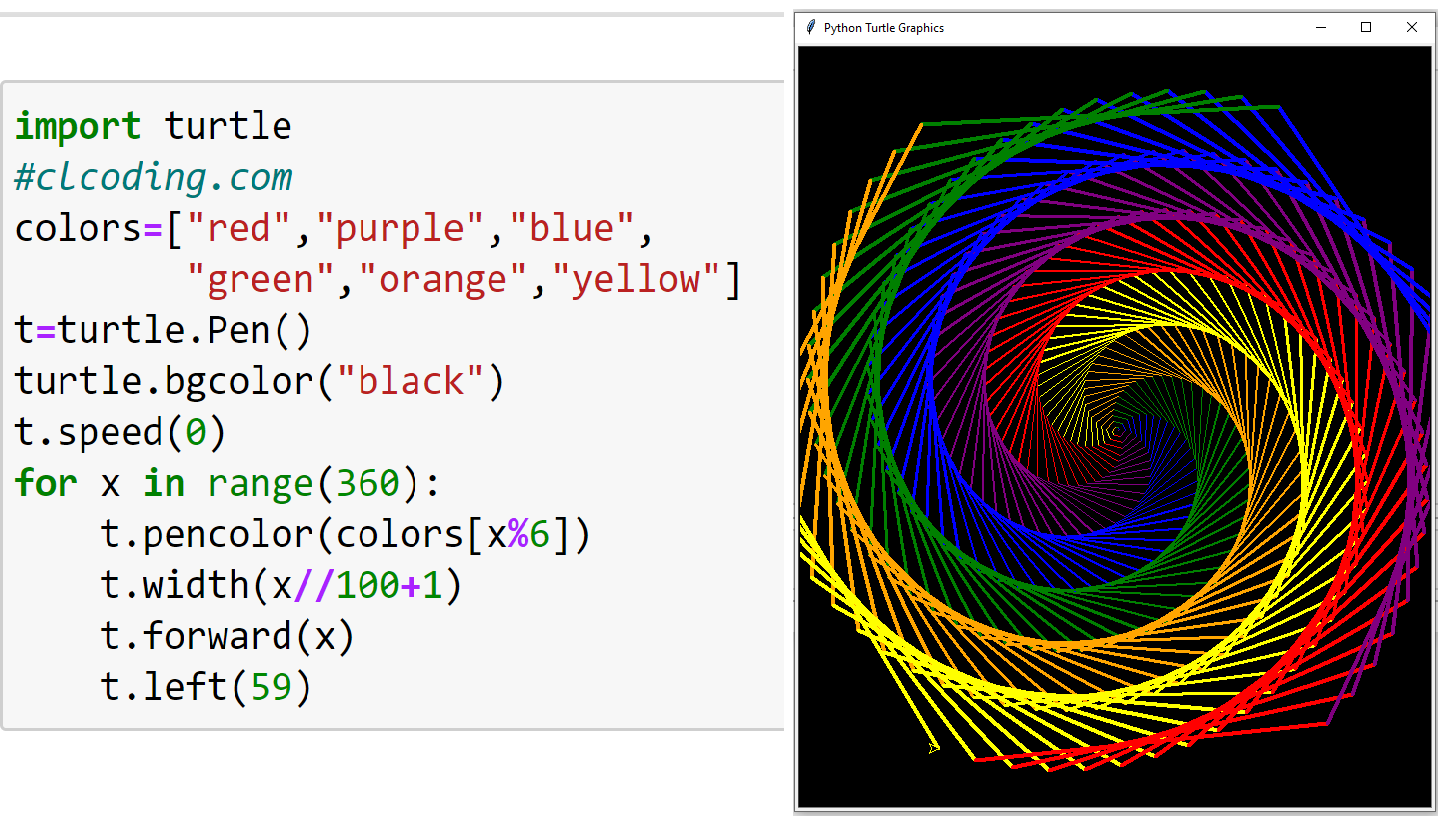 import turtle
#clcoding.com
colors=["red","purple","blue",
        "green","orange","yellow"]
t=turtle.Pen()
turtle.bgcolor("black")
t.speed(0)
for x in range(360):
    t.pencolor(colors[x%6])
    t.width(x//100+1)
    t.forward(x)
    t.left(59)
Python Turtle Graphics